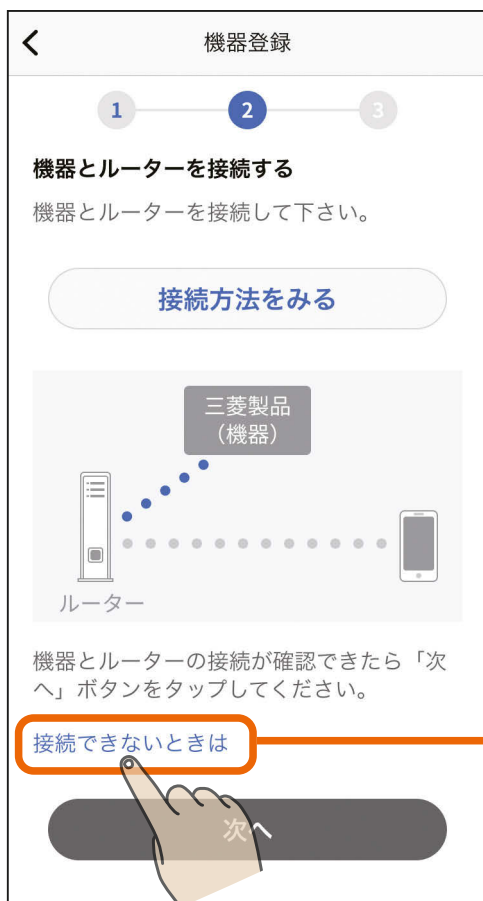 機器登録
1 2 3
機器とルーターを接続する
機器とルーターを接続して下さい。
接続方法をみる
三菱製品
（機器）
ルーター
機器とルーターの接続が確認できたら「次
へ」ボタンをタップしてください。
接続できないときは
次へ